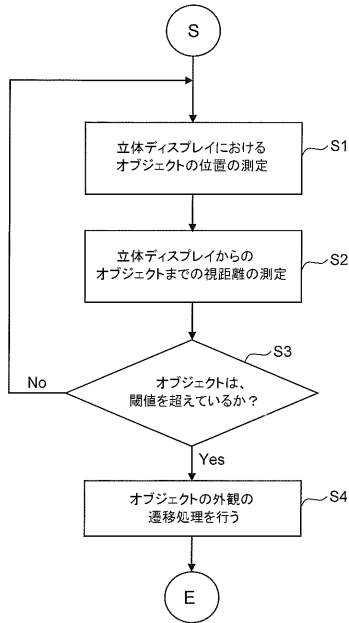 S
立体ディスプレイにおける
オブジェクトの位置の測定
S1
立体ディスプレイからの
オブジェクトまでの視距離の測定
S2
S3
オブジェクトは、
閾値を超えているか？
No
Yes
オブジェクトの外観の
遷移処理を行う
S4
E